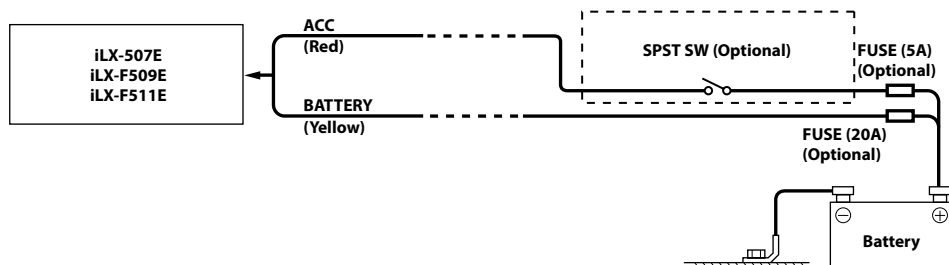 iLX-507E
iLX-F509E
iLX-F511E
ACC
(Red)
SPST SW (Optional)
FUSE (5A)
(Optional)
BATTERY
(Yellow)
FUSE (20A)
(Optional)
⊖
⊕
Battery